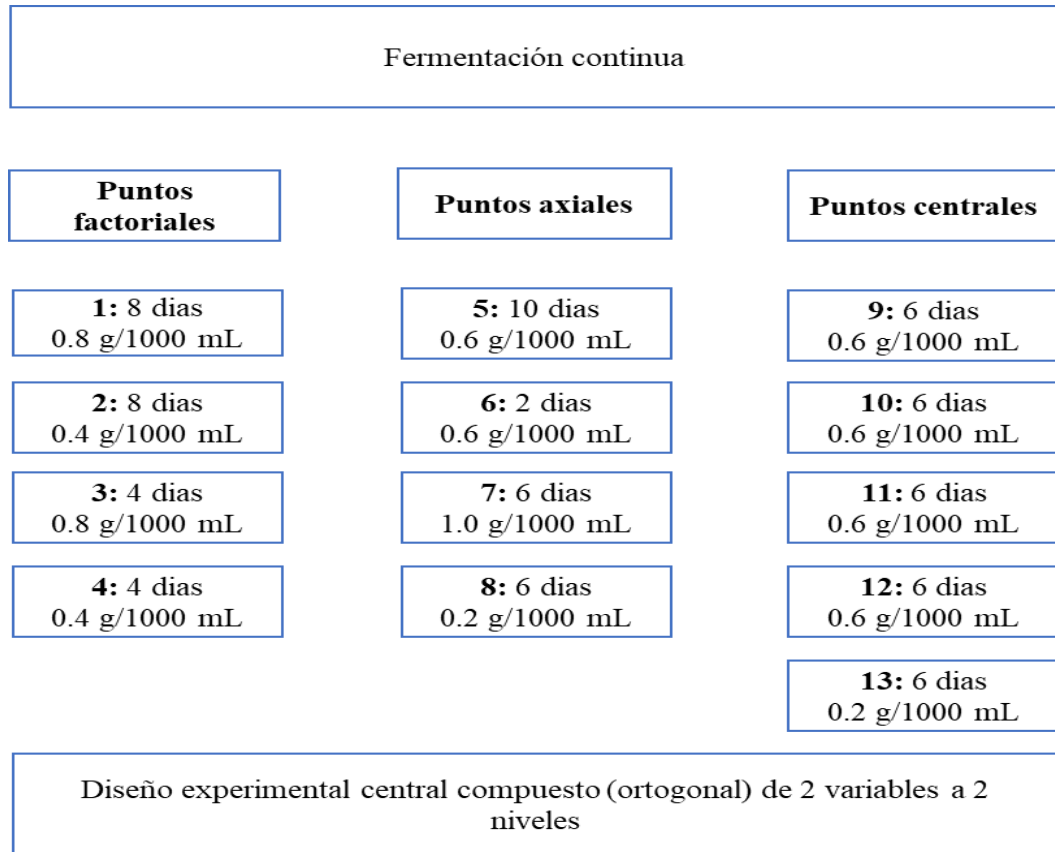 Fermentación continua
Puntos
factoriales
Puntos axiales
Puntos centrales
1: 8 dias
0.8 g/1000 mL
5: 10 dias
0.6 g/1000 mL
9: 6 dias
0.6 g/1000 mL
2: 8 dias
0.4 g/1000 mL
6: 2 dias
0.6 g/1000 mL
10: 6 dias
0.6 g/1000 mL
3: 4 dias
0.8 g/1000 mL
7: 6 dias
1.0 g/1000 mL
11: 6 dias
0.6 g/1000 mL
4: 4 dias
0.4 g/1000 mL
8: 6 dias
0.2 g/1000 mL
12: 6 dias
0.6 g/1000 mL
13: 6 dias
0.2 g/1000 mL
Diseño experimental central compuesto (ortogonal) de 2 variables a 2
niveles